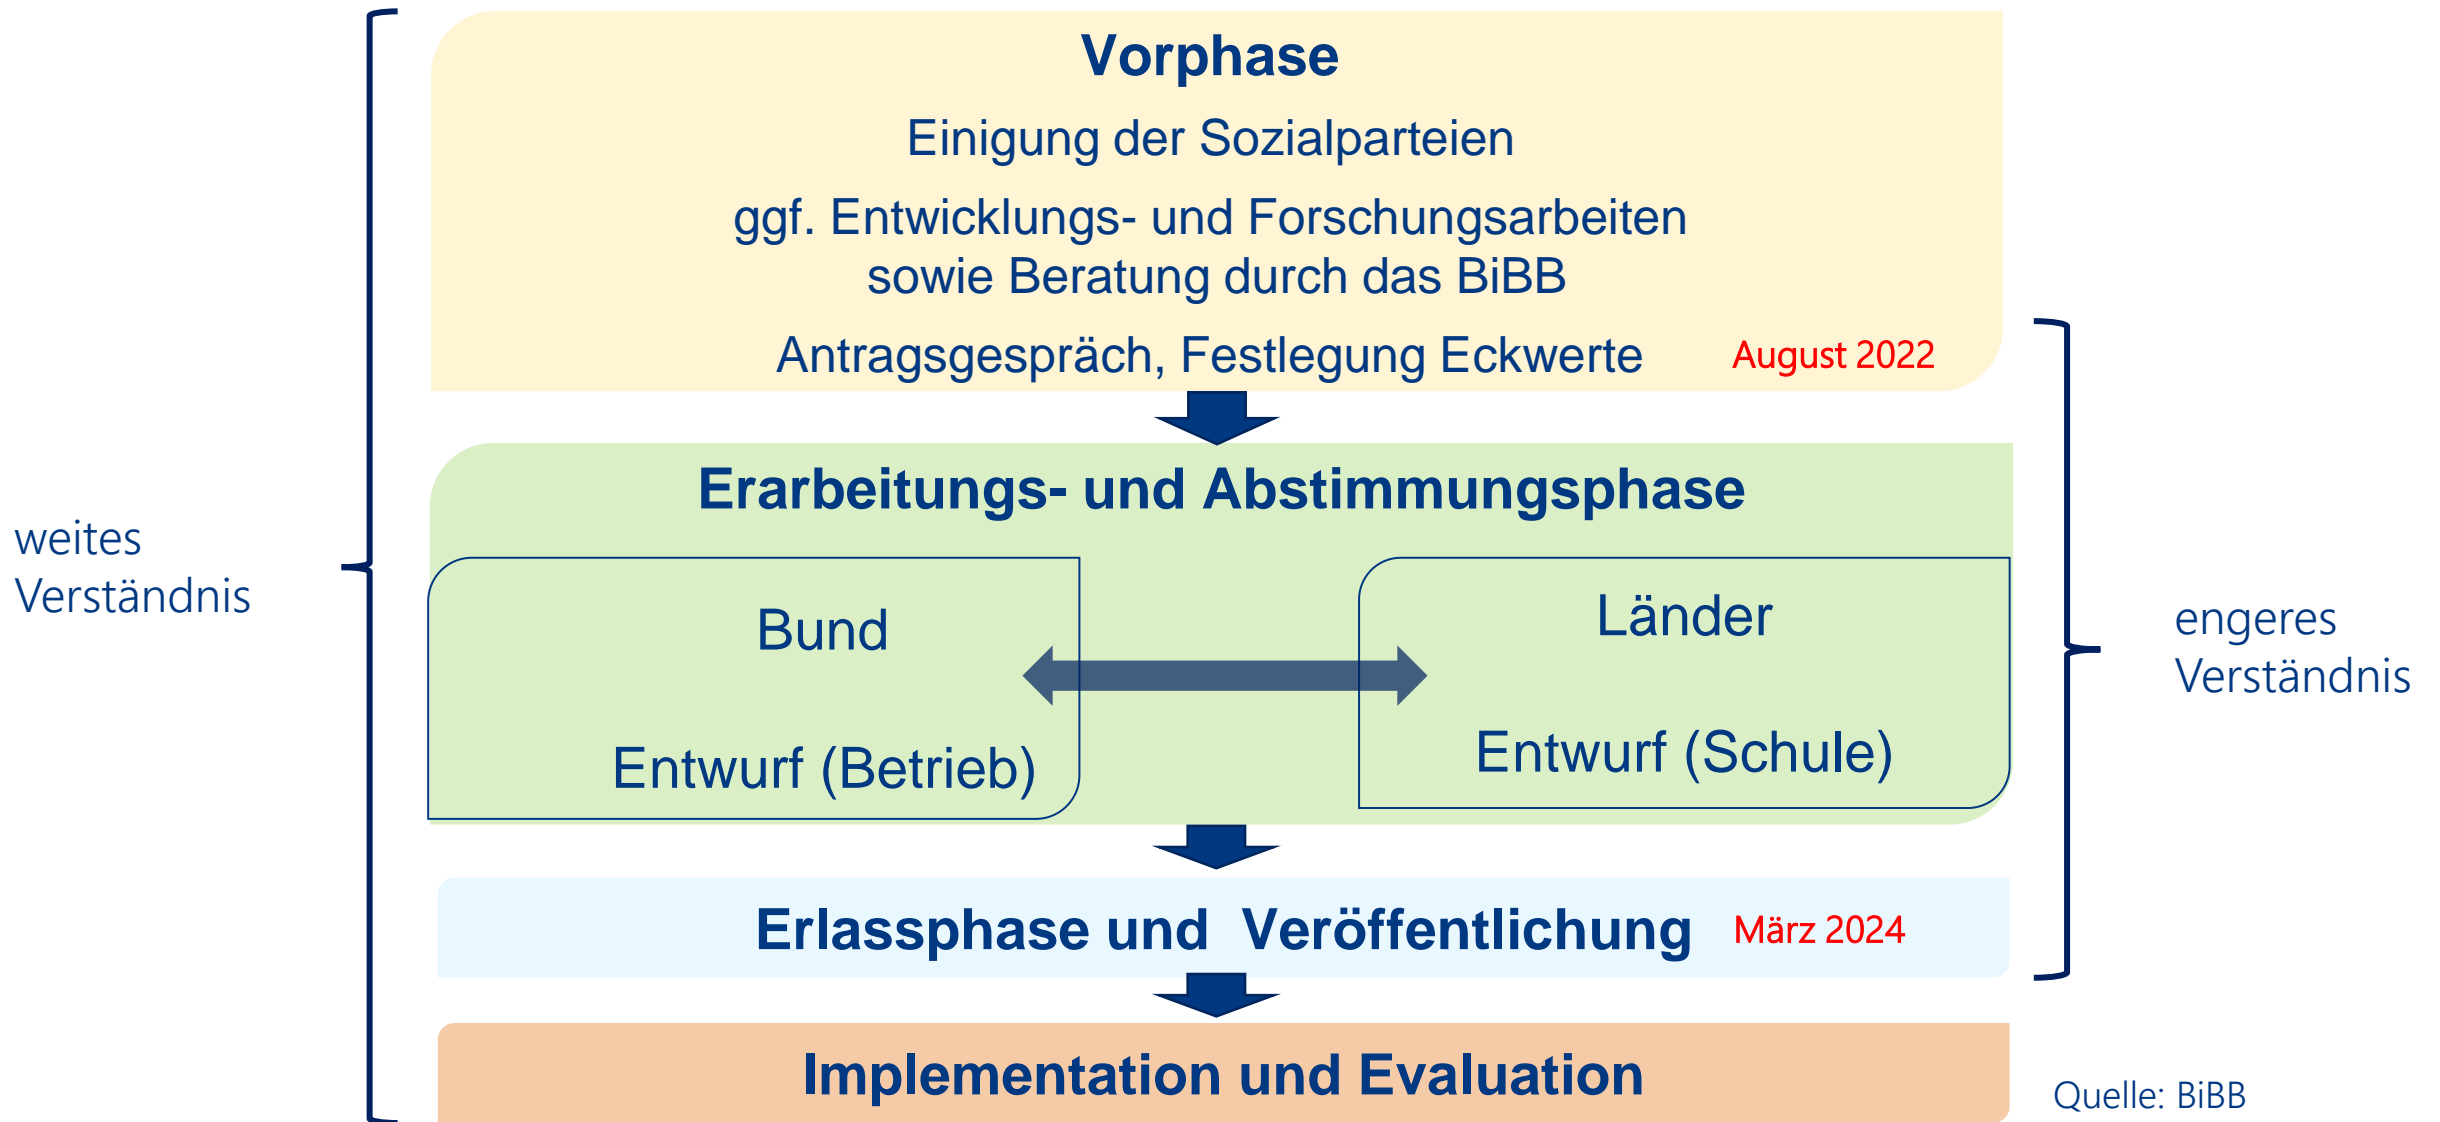 Vorphase
Einigung der Sozialparteien
ggf. Entwicklungs- und Forschungsarbeiten
sowie Beratung durch das BiBB
Antragsgespräch, Festlegung Eckwerte August 2022
Erarbeitungs- und Abstimmungsphase
weites
Verständnis
Bund
Entwurf (Betrieb)
Länder
Entwurf (Schule)
engeres
Verständnis
Erlassphase und Veröffentlichung März 2024
Implementation und Evaluation
Quelle: BiBB